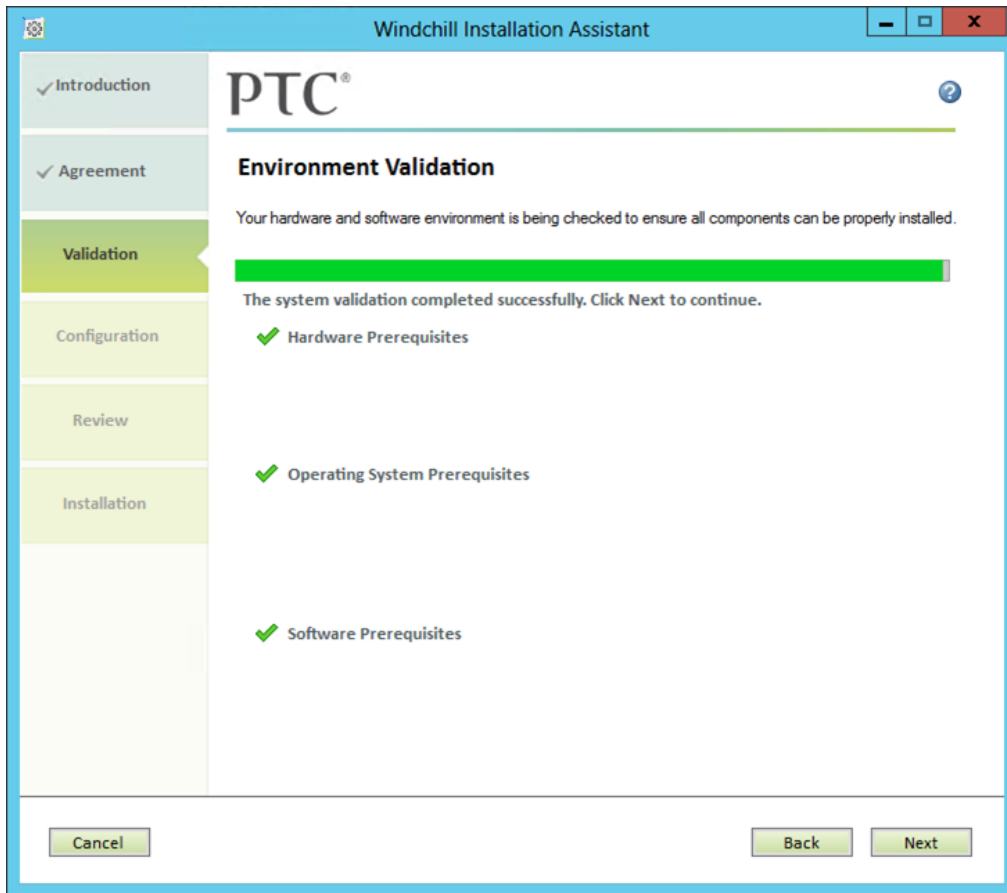 Windchill Installation Assistant
Introduction
PTC®
Agreement
Environment Validation
Your hardware and software environment is being checked to ensure all components can be properly installed.
Validation
The system validation completed successfully. Click Next to continue.
Configuration
Hardware Prerequisites
Review
Operating System Prerequisites
Installation
Software Prerequisites
Cancel
Back
Next